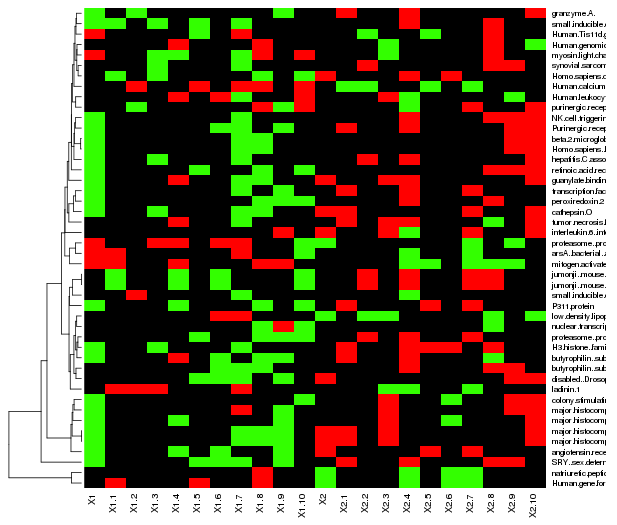 granzyme.A.
small.inducible.
Human.Tis11d.
Human.genomic
myosin.light.cha
synovial.sarcom
Homo.sapiens.
Human.calcium
Human.leukocy
purinergic.recep
NK.cell.triggerin
Purinergic.recep
beta.2.microglob
Homo.sapiens.
hepatitis.C.asso
retinoic.acid.rec
guanylate.bindin
transcription.fac
peroxiredoxin.2
cathepsin.O
tumor.necrosis.
interleukin.6.inte
proteasome..pro
arsA.bacterial..
mitogen.activate
jumonji..mouse.
jumonji..mouse.
small.inducible.
P311.protein
low.density.lipop
nuclear.transcrip
proteasome..pro
H3.histone..fami
butyrophilin..sub
butyrophilin..sub
disabled..Drosop
ladinin.1
colony.stimulati
major.histocomp
major.histocomp
major.histocomp
major.histocomp
angiotensin.rece
SRY..sex.detern
natriuretic.peptic
Human.gene.for
X1 X1.1 X1.2 X1.3 X1.4 X1.5 X1.6 X1.7 X1.8 X1.9 X1.10 X2 X2.1 X2.2 X2.3 X2.4 X2.5 X2.6 X2.7 X2.8 X2.9 X2.10